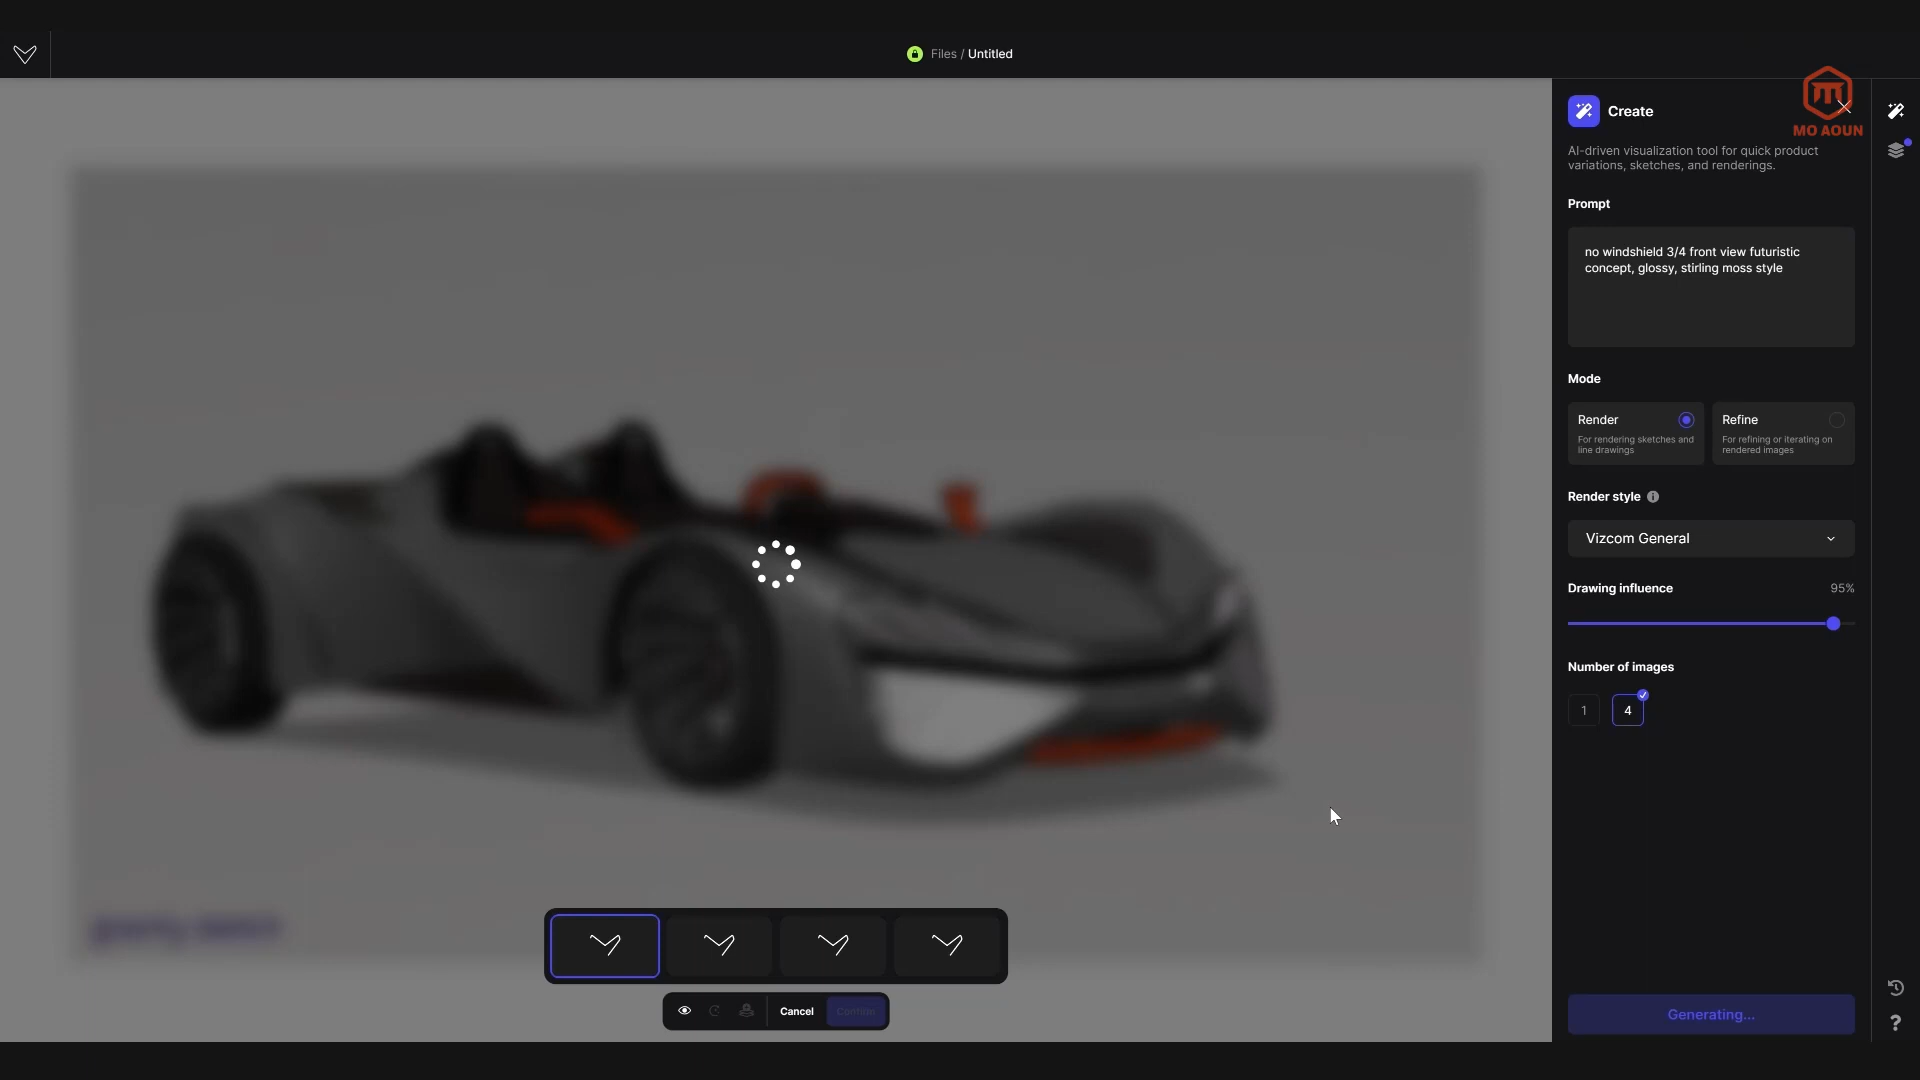 Files / Untitled
MO AOUN
Create
AI-driven visualization tool for quick product
variations, sketches, and renderings.
Prompt
no windshield 3/4 front view futuristic
concept, glossy, stirling moss style
Mode
Render
For rendering sketches and
line drawings
Refine
For refining or iterating on
rendered images
Render style
Vizcom General
Drawing influence 95%
Number of images
1 4
Cancel Confirm
Generating...